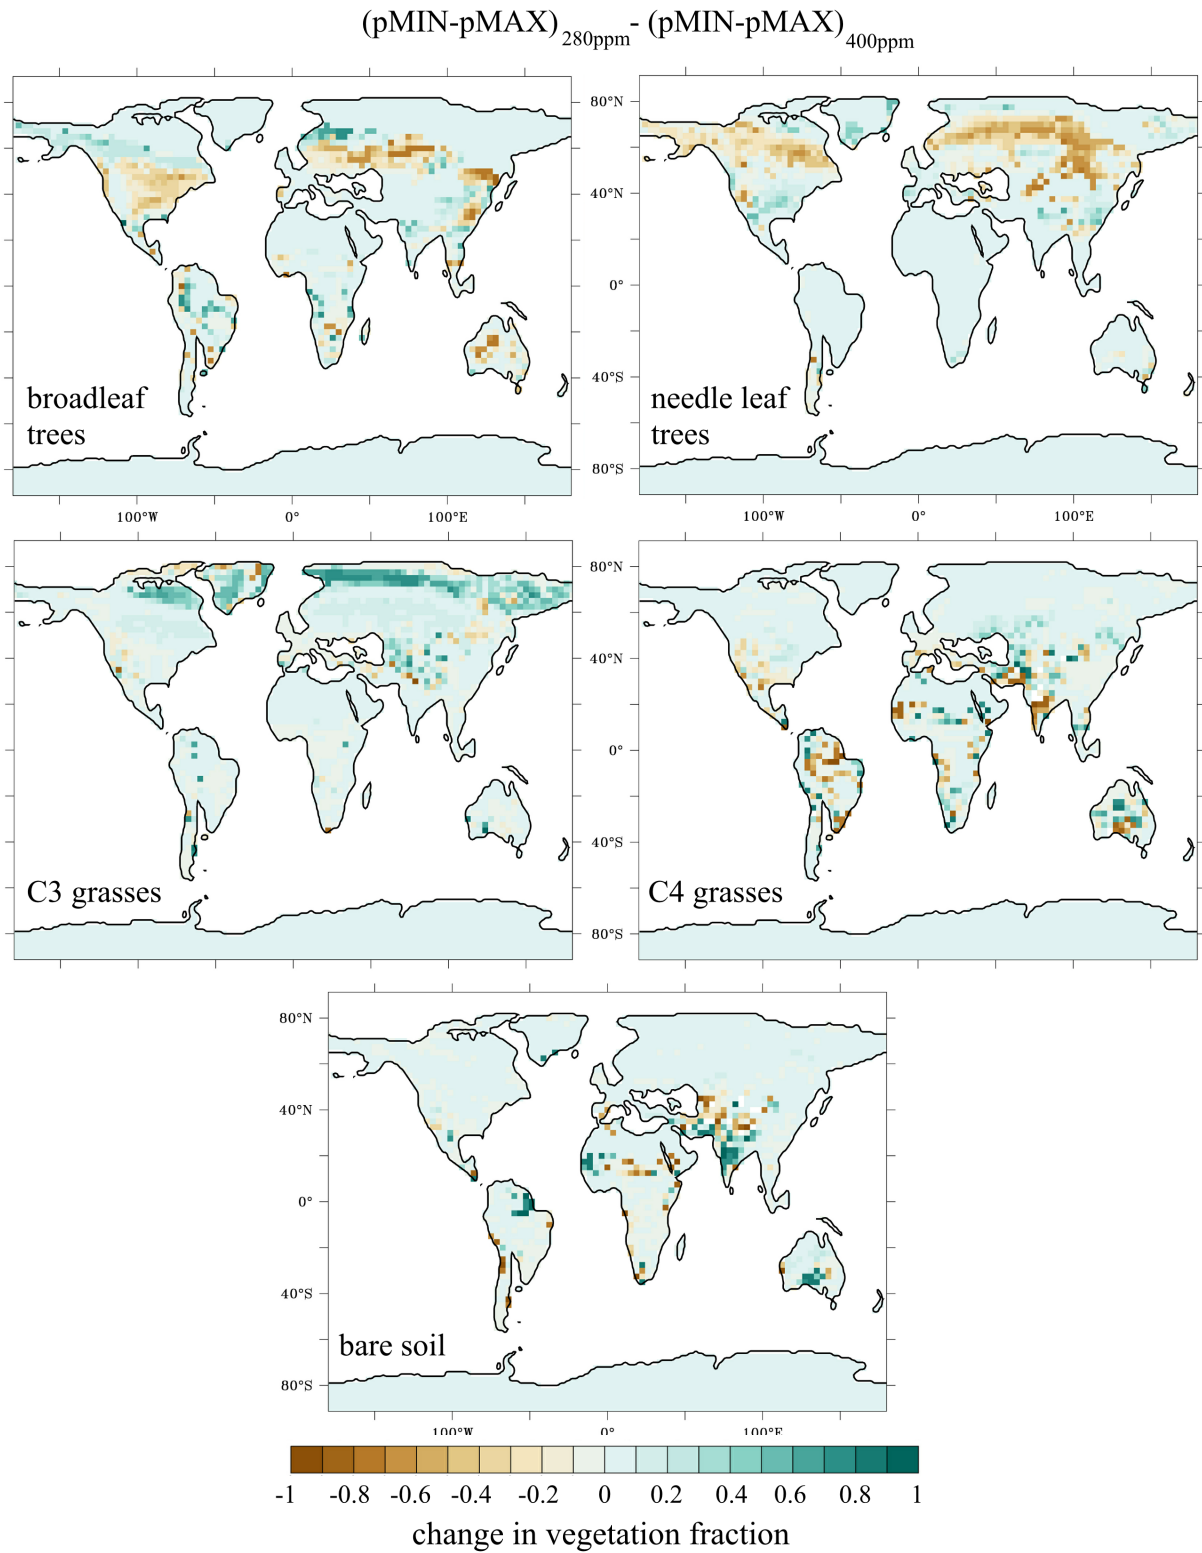 (pMIN-pMAX)280ppm- (pMIN-pMAX)400ppm
80°N
40°N
0°
40°S
80°S
broadleaf
trees
needle leaf
trees
100°W 0° 100°E
100°W 0° 100°E
80°N
40°N
0°
40°S
80°S
C3 grasses
C4 grasses
80°N
40°N
0°
40°S
80°S
bare soil
100°W 0° 100°E
-1 -0.8 -0.6 -0.4 -0.2 0 0.2 0.4 0.6 0.8 1
change in vegetation fraction